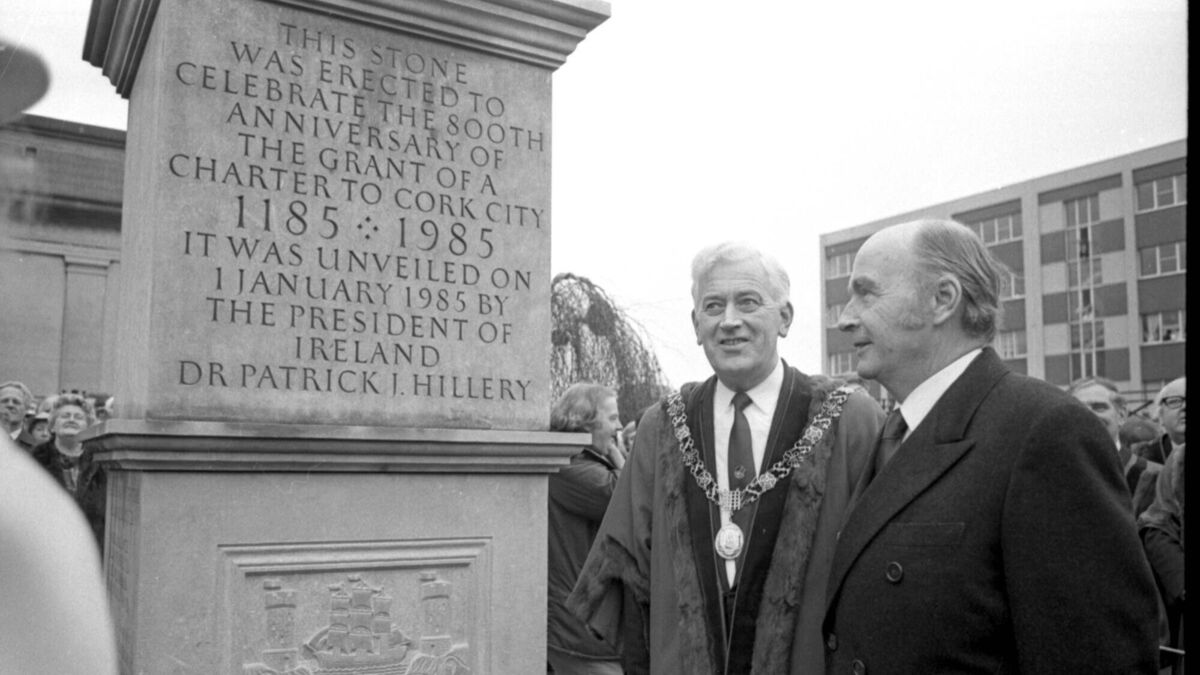 THIS STONE
WAS ERECTED TO
CELEBRATE THE 800TH
ANNIVERSARY OF
THE GRANT OF A
CHARTER TO CORK CITY
1185 1985
IT WAS UNVEILED ON
1 JANUARY 1985 BY
THE PRESIDENT OF
IRELAND
DR PATRICK J. HILLERY